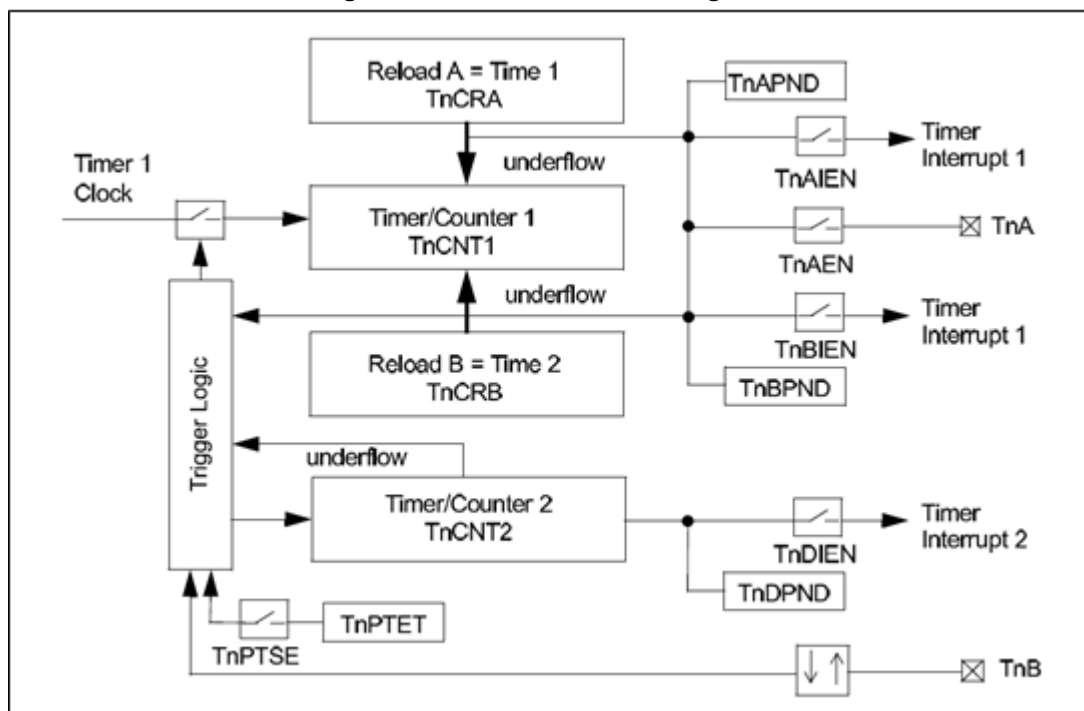 Reload A = Time 1
TnCRA
TnAPND
Timer 1
Clock
underflow
Timer
Interrupt 1
TnAIEN
Timer/Counter 1
TnCNT1
TnA
TnAEN
underflow
Timer
Interrupt 1
TnBIEN
Reload B = Time 2
TnCRB
TnBPND
Trigger Logic
underflow
Timer/Counter 2
TnCNT2
Timer
Interrupt 2
TnDIEN
TnDPND
TnPTET
TnPTSE
TnB